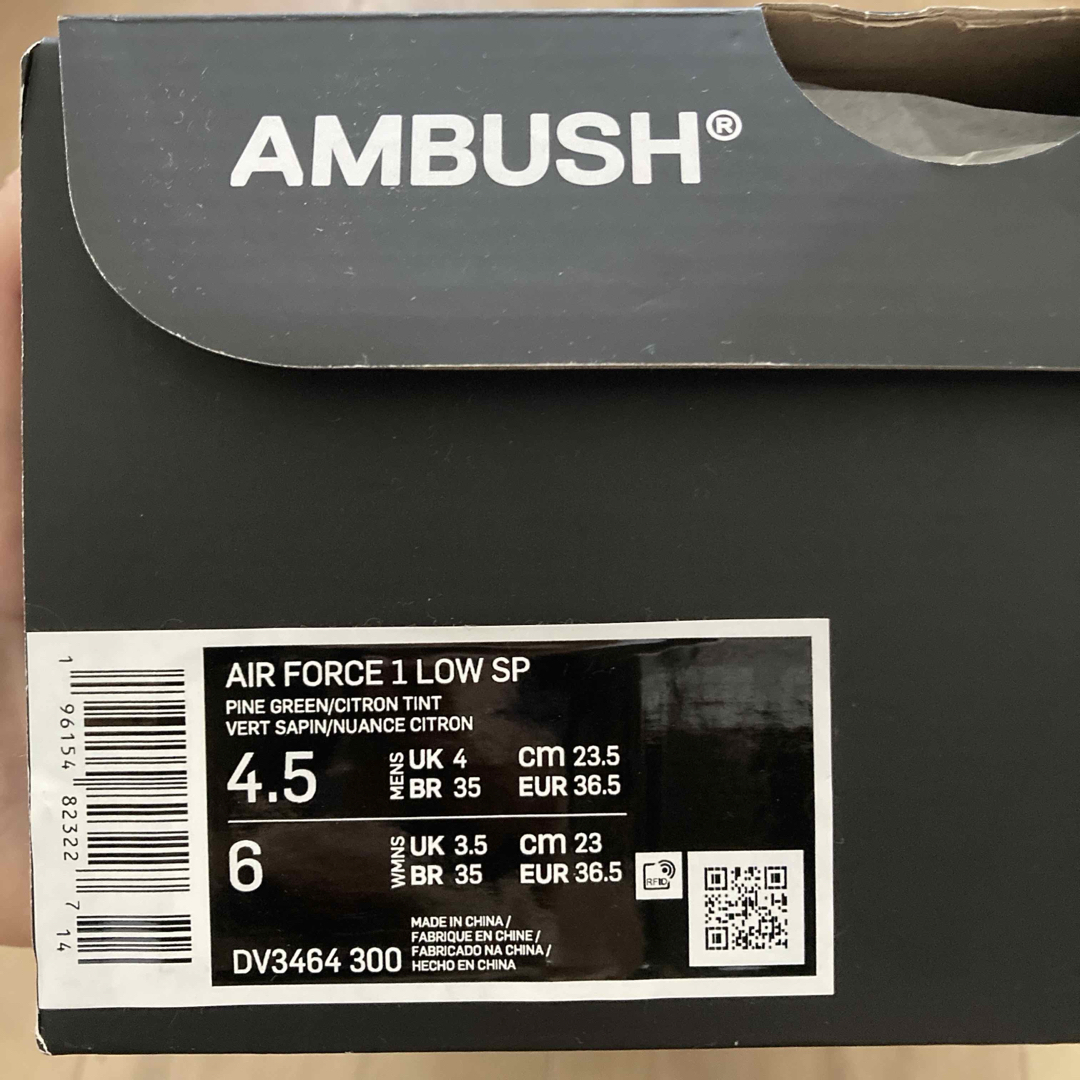 AMBUSH®
AIR FORCE 1 LOW SP
PINE GREEN/CITRON TINT
VERT SAPIN/NUANCE CITRON
4.5 MENS UK 4 cm 23.5
BR 35 EUR 36.5
6 WMNS UK 3.5 cm 23
BR 35 EUR 36.5
RFID
MADE IN CHINA /
FABRIQUE EN CHINE /
FABRICADO NA CHINA /
HECHO EN CHINA
DV3464 300
1 96154 82322 7 14